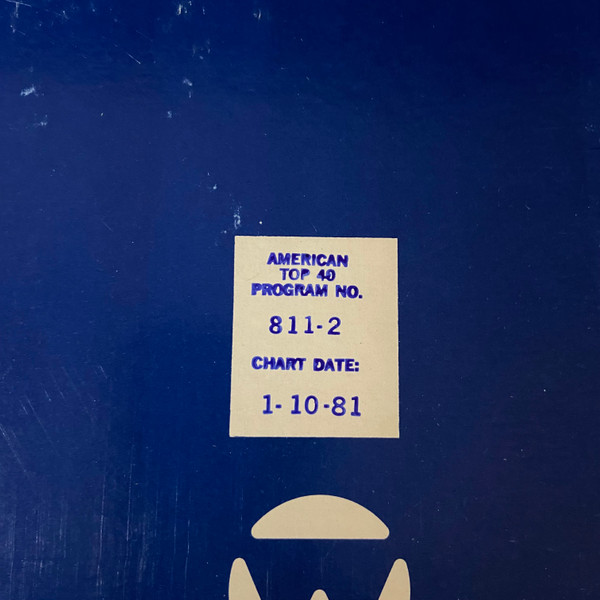 AMERICAN
TOP 40
PROGRAM NO.
811-2
CHART DATE:
1-10-81